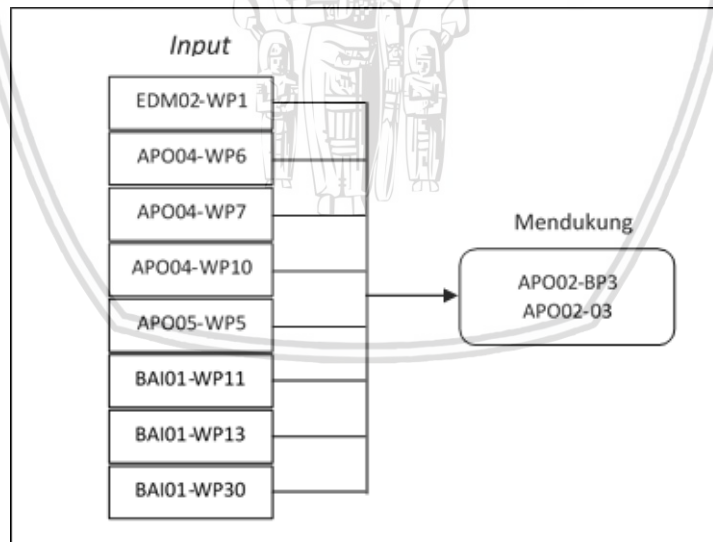 Input
EDM02-WP1
APO04-WP6
APO04-WP7
APO04-WP10
APO05-WP5
BAI01-WP11
BAI01-WP13
BAI01-WP30
Mendukung
APO02-BP3
APO02-03